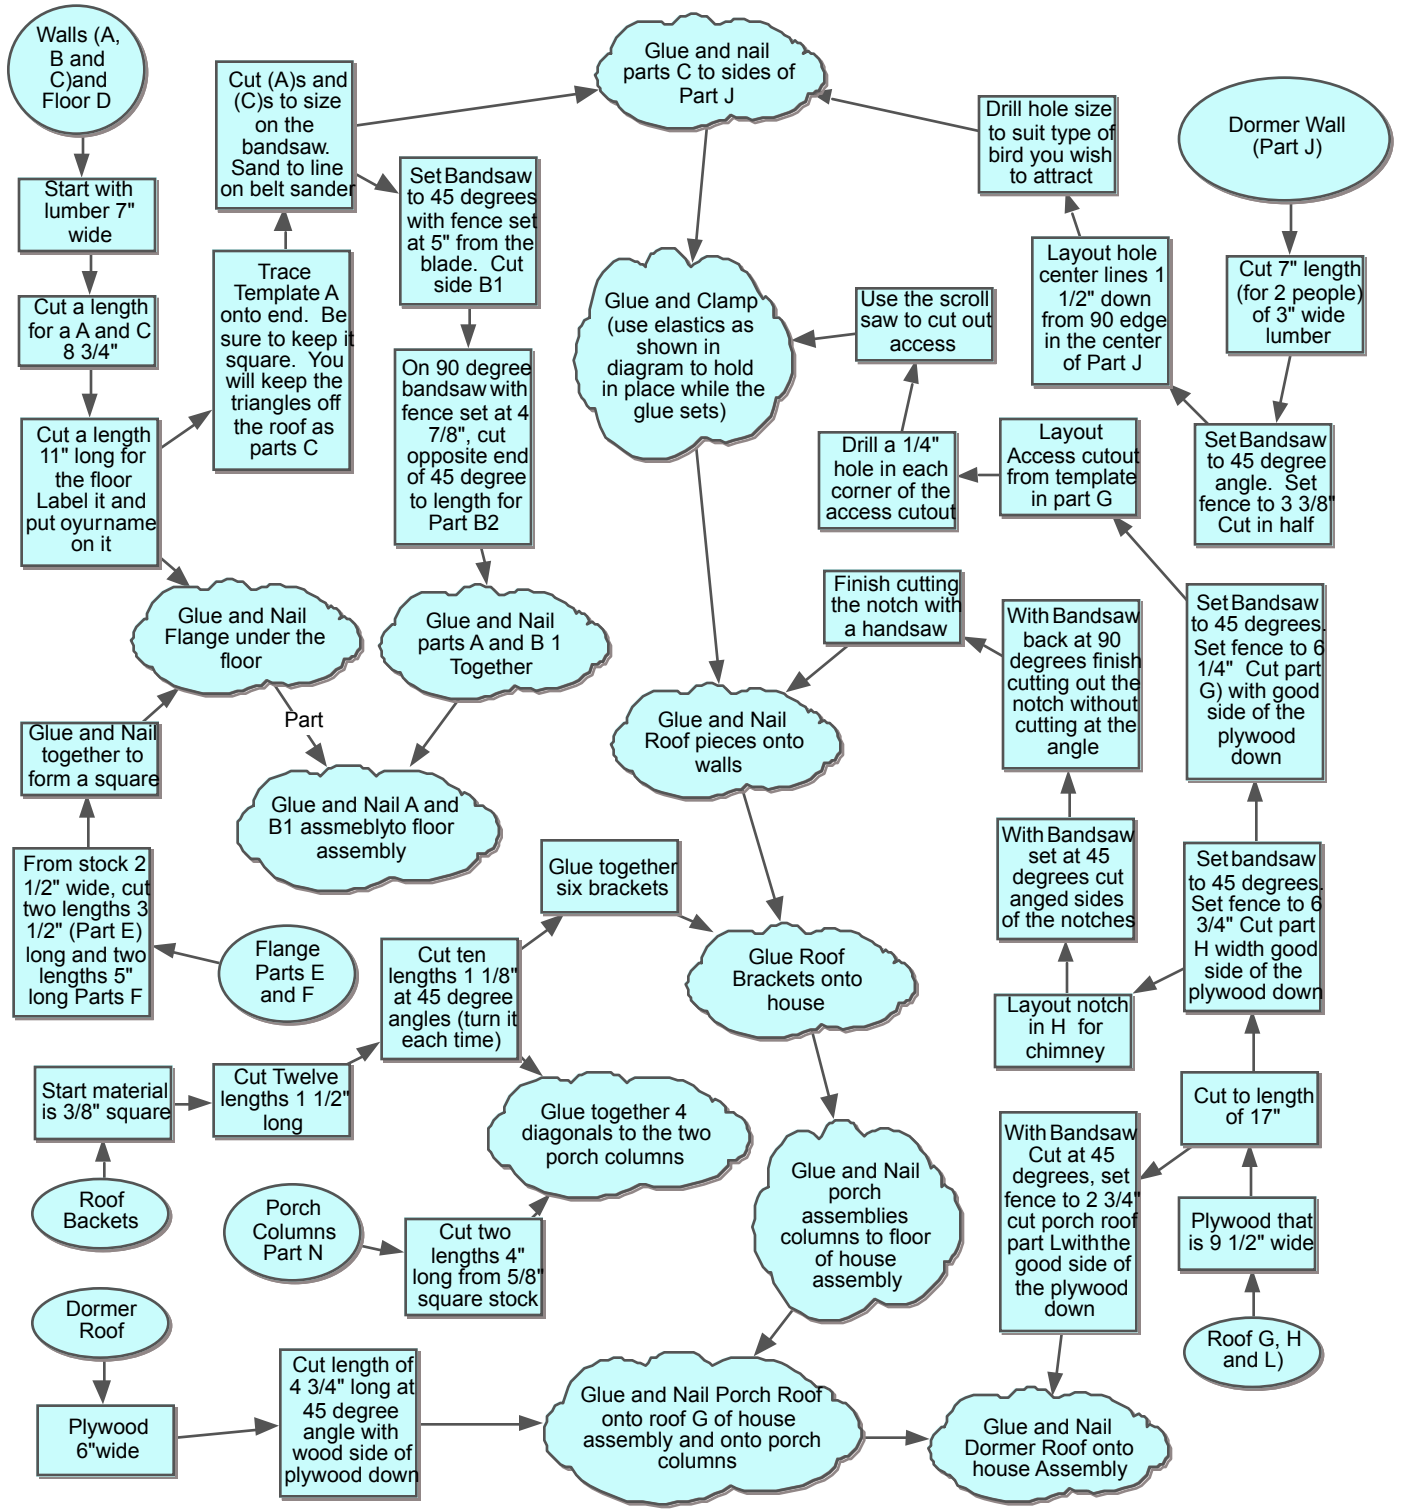 Walls (A,
B and
C)and
Floor D
Start with
lumber 7"
wide
Cut a length
for a A and C
8 3/4"
Cut a length
11" long for
the floor
Label it and
put oyurname
on it
Cut (A)s and
(C)s to size
on the
bandsaw.
Sand to line
on belt sander
Trace
Template A
onto end. Be
sure to keep it
square. You
will keep the
triangles off
the roof as
parts C
Set Bandsaw
to 45 degrees
with fence set
at 5" from the
blade. Cut
side B1
On 90 degree
bandsaw with
fence set at 4
7/8", cut
opposite end
of 45 degree
to length for
Part B2
Glue and Nail
Flange under the
floor
Glue and Nail
parts A and B 1
Together
Part
Glue and Nail
together to
form a square
From stock 2
1/2" wide, cut
two lengths 3
1/2" (Part E)
long and two
lengths 5"
long Parts F
Flange
Parts E
and F
Glue and Nail A and
B1 assmeblyto floor
assembly
Glue and nail
parts C to sides of
Part J
Drill hole size
to suit type of
bird you wish
to attract
Dormer Wall
(Part J)
Cut 7" length
(for 2 people)
of 3" wide
lumber
Layout hole
center lines 1
1/2" down
from 90 edge
in the center
of Part J
Set Bandsaw
to 45 degree
angle. Set
fence to 3 3/8"
Cut in half
Glue and Clamp
(use elastics as
shown in
diagram to hold
in place while the
glue sets)
Use the scroll
saw to cut out
access
Drill a 1/4"
hole in each
corner of the
access cutout
Layout
Access cutout
from template
in part G
Set Bandsaw
to 45 degrees.
Set fence to 6
1/4" Cut part
G) with good
side of the
plywood
down
Finish cutting
the notch with
a handsaw
With Bandsaw
back at 90
degrees finish
cutting out the
notch without
cutting at the
angle
With Bandsaw
set at 45
degrees cut
anged sides
of the notches
Layout notch
in H for
chimney
Set bandsaw
to 45 degrees.
Set fence to 6
3/4" Cut part
H width good
side of the
plywood down
Cut to length
of 17"
Plywood that
is 9 1/2" wide
Roof G, H
and L)
With Bandsaw
Cut at 45
degrees, set
fence to 2 3/4"
cut porch roof
part Lwiththe
good side of
the plywood
down
Glue and Nail
Roof pieces onto
walls
Glue Roof
Brackets onto
house
Glue together
six brackets
Cut ten
lengths 1 1/8"
at 45 degree
angles (turn it
each time)
Cut Twelve
lengths 1 1/2"
long
Start material
is 3/8" square
Roof
Backets
Glue together 4
diagonals to the two
porch columns
Porch
Columns
Part N
Cut two
lengths 4"
long from 5/8"
square stock
Glue and Nail
porch
assemblies
columns to floor
of house
assembly
Dormer
Roof
Plywood
6"wide
Cut length of
4 3/4" long at
45 degree
angle with
wood side of
plywood down
Glue and Nail Porch Roof
onto roof G of house
assembly and onto porch
columns
Glue and Nail
Dormer Roof onto
house Assembly